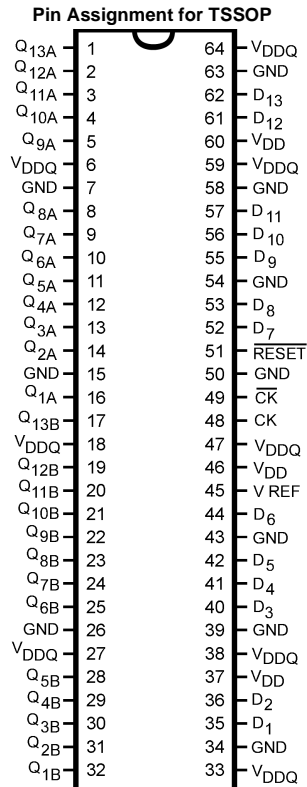 Pin Assignment for TSSOP
Q13A 1 64 VDDQ
Q12A 2 63 GND
Q11A 3 62 D13
Q10A 4 61 D12
Q9A 5 60 VDD
VDDQ 6 59 VDDQ
GND 7 58 GND
Q8A 8 57 D11
Q7A 9 56 D10
Q6A 10 55 D9
Q5A 11 54 GND
Q4A 12 53 D8
Q3A 13 52 D7
Q2A 14 51 R̅E̅S̅E̅T̅
GND 15 50 GND
Q1A 16 49 C̅K̅
Q13B 17 48 CK
VDDQ 18 47 VDDQ
Q12B 19 46 VDD
Q11B 20 45 V REF
Q10B 21 44 D6
Q9B 22 43 GND
Q8B 23 42 D5
Q7B 24 41 D4
Q6B 25 40 D3
GND 26 39 GND
VDDQ 27 38 VDDQ
Q5B 28 37 VDD
Q4B 29 36 D2
Q3B 30 35 D1
Q2B 31 34 GND
Q1B 32 33 VDDQ